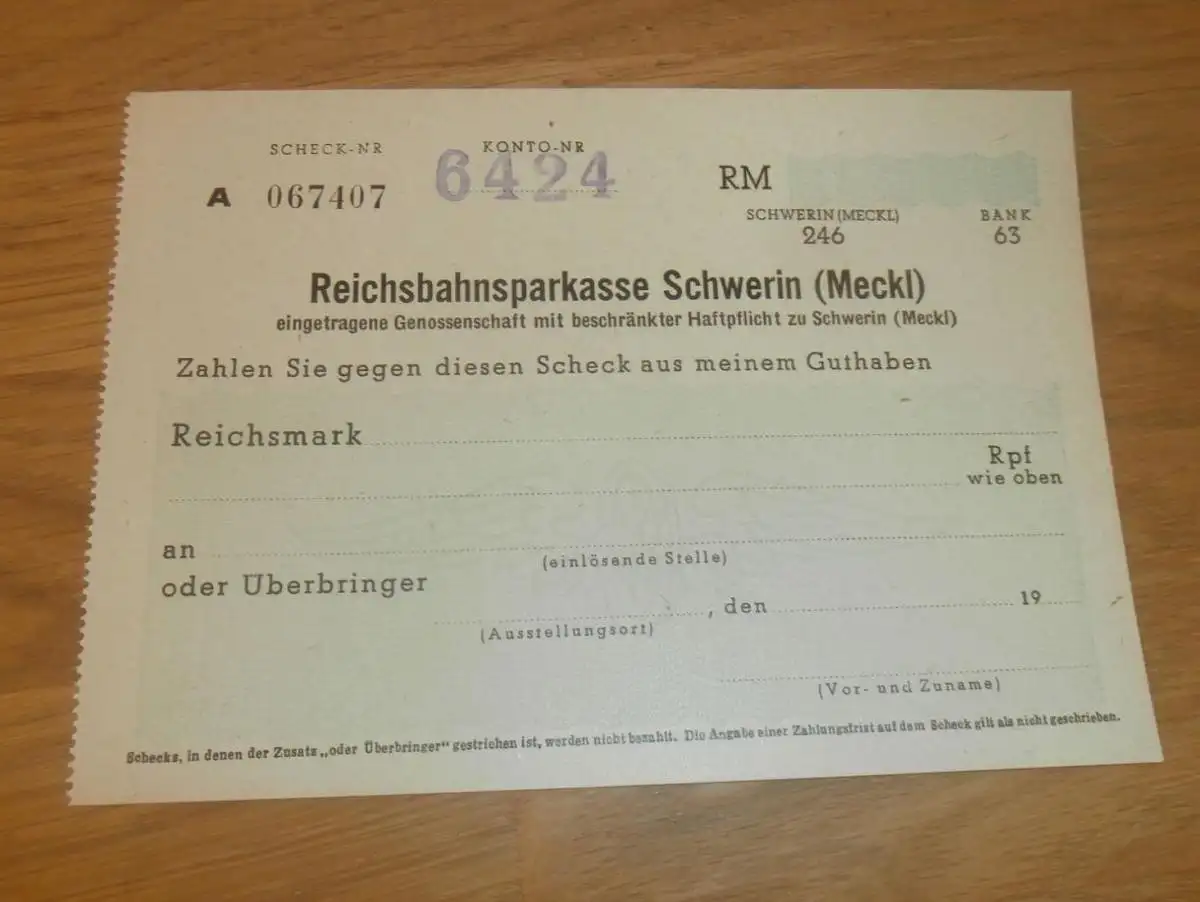 SCHECK-NR KONTO-NR
A 067407 6424 RM
SCHWERIN (MECKL) BANK
246 63
Reichsbahnsparkasse Schwerin (Meckl)
eingetragene Genossenschaft mit beschränkter Haftpflicht zu Schwerin (Meckl)
Zahlen Sie gegen diesen Scheck aus meinem Guthaben
Reichsmark
Rpf
wie oben
an
(einlösende Stelle)
oder Überbringer
, den 19
(Ausstellungsort)
(Vor- und Zuname)
Schecks, in denen der Zusatz „oder Überbringer“ gestrichen ist, werden nicht bezahlt. Die Angabe einer Zahlungsfrist auf dem Scheck gilt als nicht geschrieben.